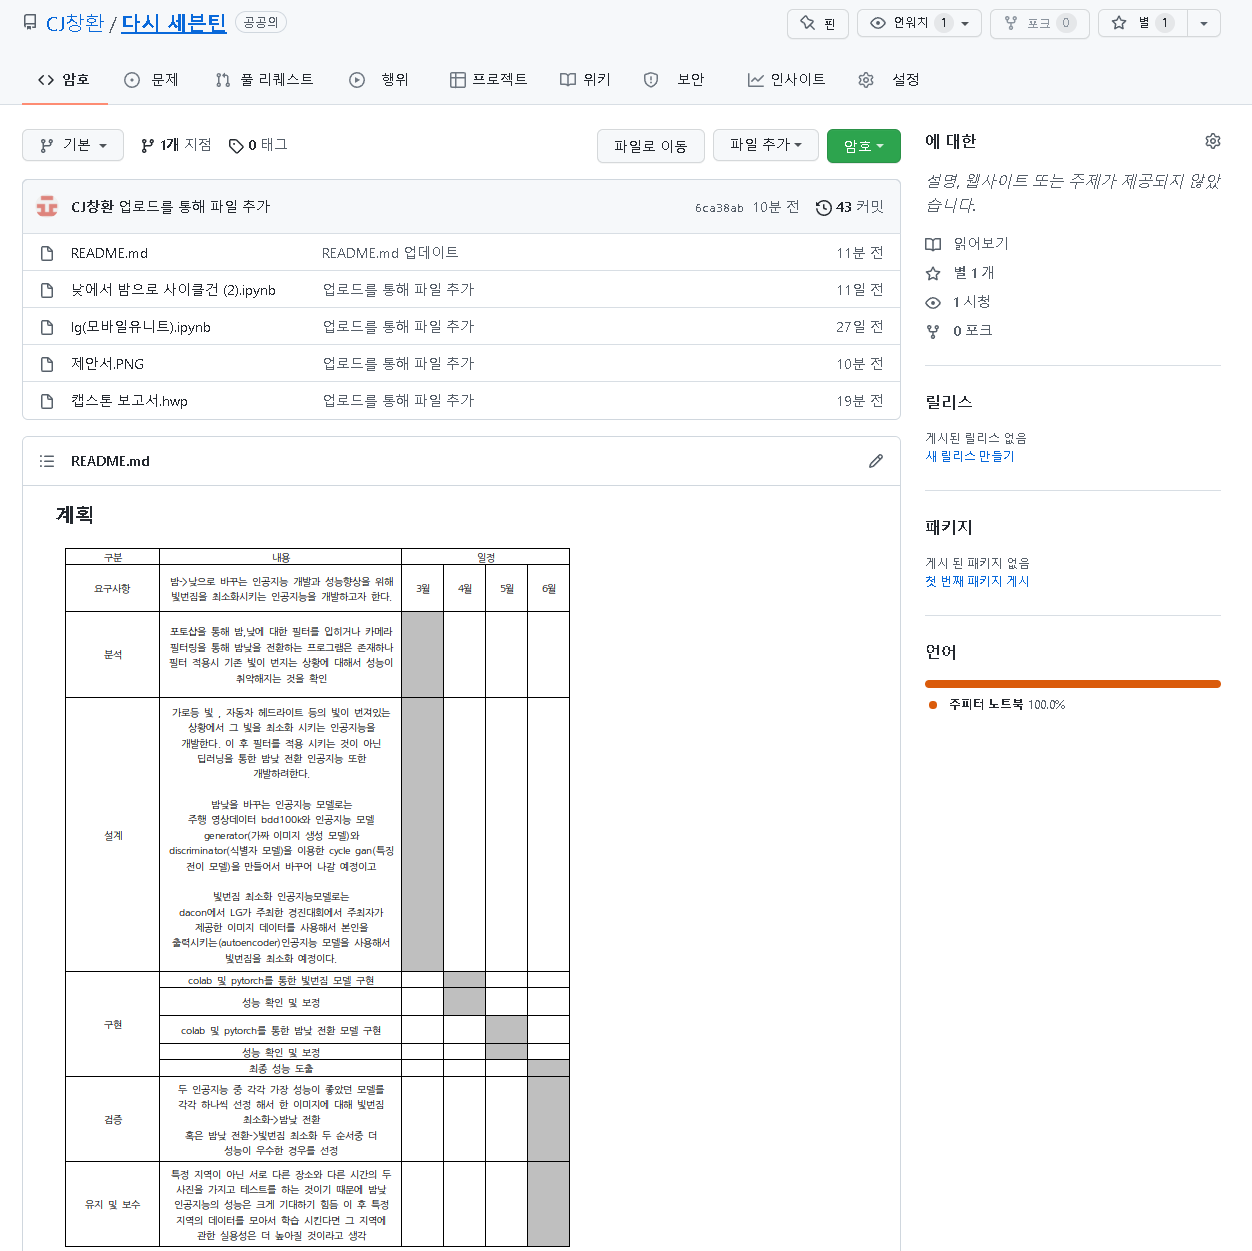 CJ창환 / 다시 세븐틴 공공의
핀 언워치 1 포크 0 별 1
암호 문제 풀 리퀘스트 행위 프로젝트 위키 보안 인사이트 설정
기본 1개 지점 0 태그 파일로 이동 파일 추가 암호
CJ창환 업로드를 통해 파일 추가 6ca38ab 10분 전 43 커밋
README.md README.md 업데이트 11분 전
낮에서 밤으로 사이클건 (2).ipynb 업로드를 통해 파일 추가 11일 전
lg(모바일유니트).ipynb 업로드를 통해 파일 추가 27일 전
제안서.PNG 업로드를 통해 파일 추가 10분 전
캡스톤 보고서.hwp 업로드를 통해 파일 추가 19분 전
README.md
계획
구분 내용 일정
요구사항
밤->낮으로 바꾸는 인공지능 개발과 성능향상을 위해
빛번짐을 최소화시키는 인공지능을 개발하고자 한다.
3월 4월 5월 6월
분석
포토샵을 통해 밤,낮에 대한 필터를 입히거나 카메라
필터링을 통해 밤낮을 전환하는 프로그램은 존재하나
필터 적용시 기존 빛이 번지는 상황에 대해서 성능이
취약해지는 것을 확인
설계
가로등 빛 , 자동차 헤드라이트 등의 빛이 번져있는
상황에서 그 빛을 최소화 시키는 인공지능을
개발한다. 이 후 필터를 적용 시키는 것이 아닌
딥러닝을 통한 밤낮 전환 인공지능 또한
개발하려한다.
밤낮을 바꾸는 인공지능 모델로는
주행 영상데이터 bdd100k와 인공지능 모델
generator(가짜 이미지 생성 모델)와
discriminator(식별자 모델)을 이용한 cycle gan(특징
전이 모델)을 만들어서 바꾸어 나갈 예정이고
빛번짐 최소화 인공지능모델로는
dacon에서 LG가 주최한 경진대회에서 주최자가
제공한 이미지 데이터를 사용해서 본인을
출력시키는(autoencoder)인공지능 모델을 사용해서
빛번짐을 최소화 예정이다.
구현
colab 및 pytorch를 통한 빛번짐 모델 구현
성능 확인 및 보정
colab 및 pytorch를 통한 밤낮 전환 모델 구현
성능 확인 및 보정
최종 성능 도출
검증
두 인공지능 중 각각 가장 성능이 좋았던 모델를
각각 하나씩 선정 해서 한 이미지에 대해 빛번짐
최소화->밤낮 전환
혹은 밤낮 전환->빛번짐 최소화 두 순서중 더
성능이 우수한 경우를 선정
유지 및 보수
특정 지역이 아닌 서로 다른 장소와 다른 시간의 두
사진을 가지고 테스트를 하는 것이기 때문에 밤낮
인공지능의 성능은 크게 기대하기 힘듬 이 후 특정
지역의 데이터를 모아서 학습 시킨다면 그 지역에
관한 실용성은 더 높아질 것이라고 생각
에 대한
설명, 웹사이트 또는 주제가 제공되지 않았
습니다.
읽어보기
별 1 개
1 시청
0 포크
릴리스
게시된 릴리스 없음
새 릴리스 만들기
패키지
게시 된 패키지 없음
첫 번째 패키지 게시
언어
주피터 노트북 100.0%